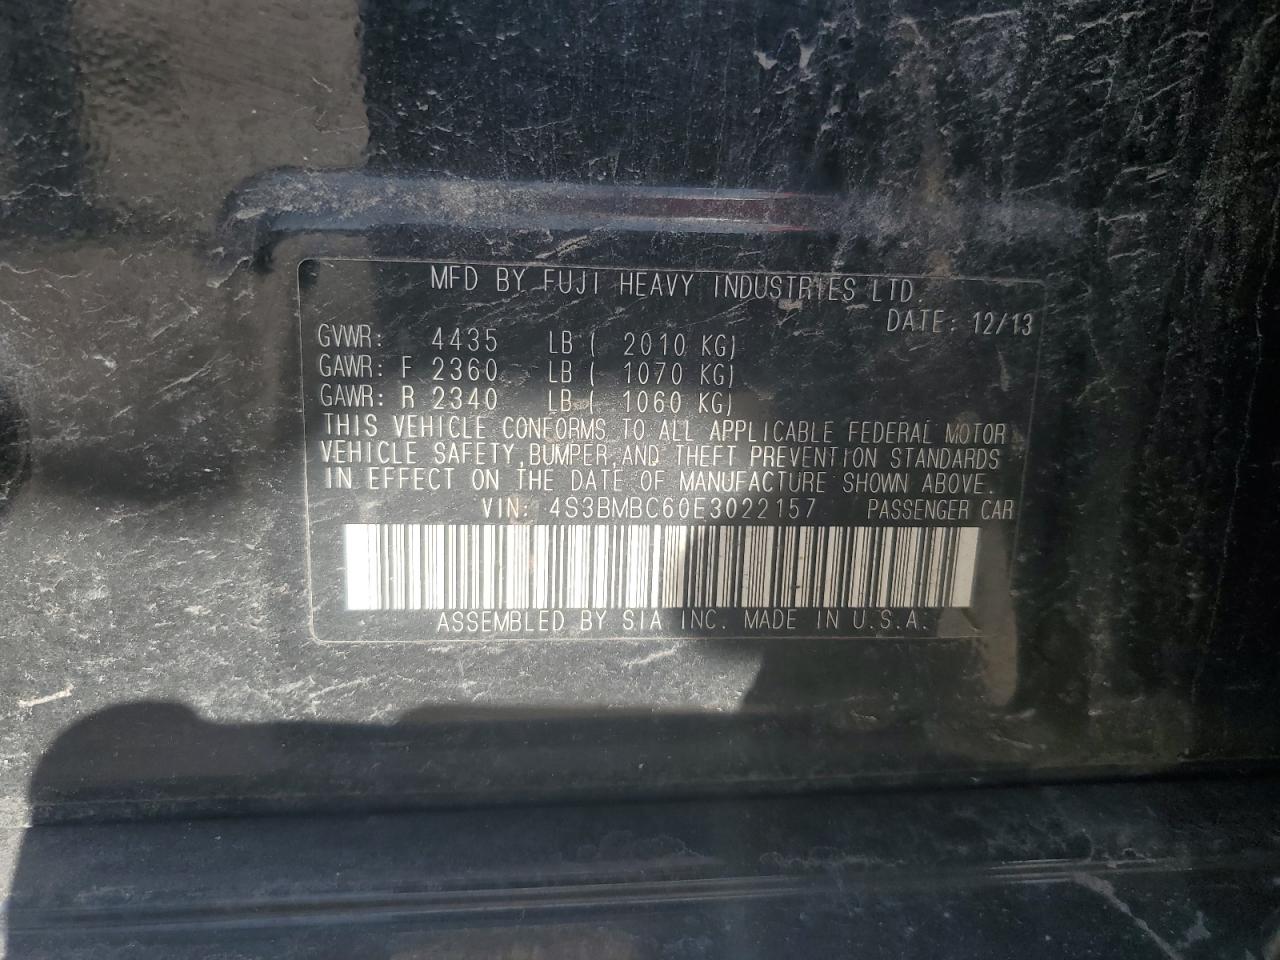 MFD BY FUJI HEAVY INDUSTRIES LTD.
DATE: 12/13
GVWR: 4435 LB ( 2010 KG)
GAWR: F 2360 LB ( 1070 KG)
GAWR: R 2340 LB ( 1060 KG)
THIS VEHICLE CONFORMS TO ALL APPLICABLE FEDERAL MOTOR
VEHICLE SAFETY, BUMPER, AND THEFT PREVENTION STANDARDS
IN EFFECT ON THE DATE OF MANUFACTURE SHOWN ABOVE.
VIN: 4S3BMBC60E3022157 PASSENGER CAR
ASSEMBLED BY SIA INC. MADE IN U.S.A.